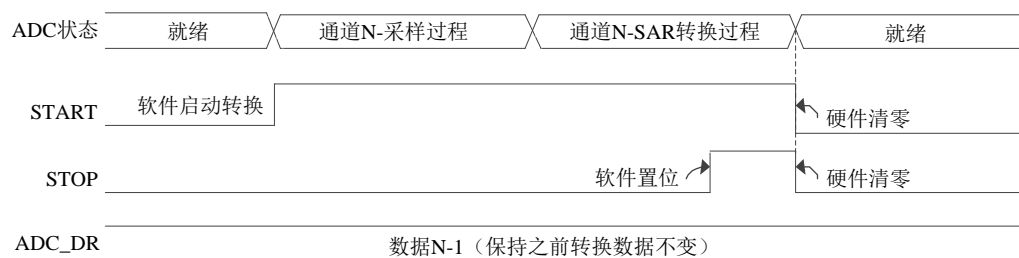 ADC状态 就绪 通道N-采样过程 通道N-SAR转换过程 就绪
START 软件启动转换 硬件清零
STOP 软件置位 硬件清零
ADC_DR 数据N-1（保持之前转换数据不变）